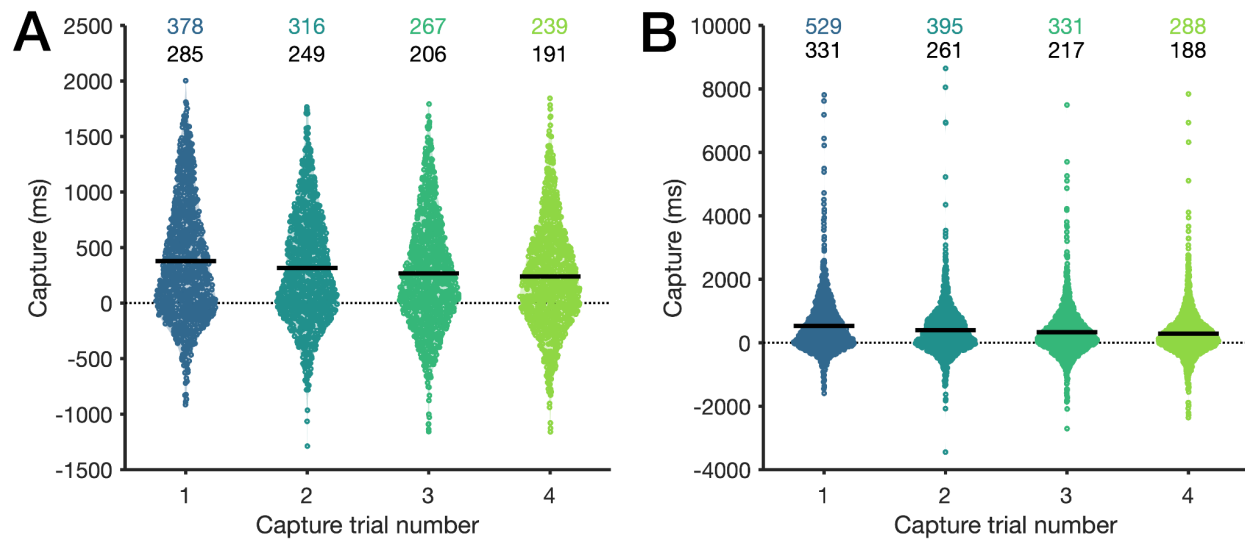 A
2500
2000
1500
1000
500
0
-500
-1000
-1500
Capture (ms)
378 316 267 239
285 249 206 191
1 2 3 4
Capture trial number
B
10000
8000
6000
4000
2000
0
-2000
-4000
Capture (ms)
529 395 331 288
331 261 217 188
1 2 3 4
Capture trial number